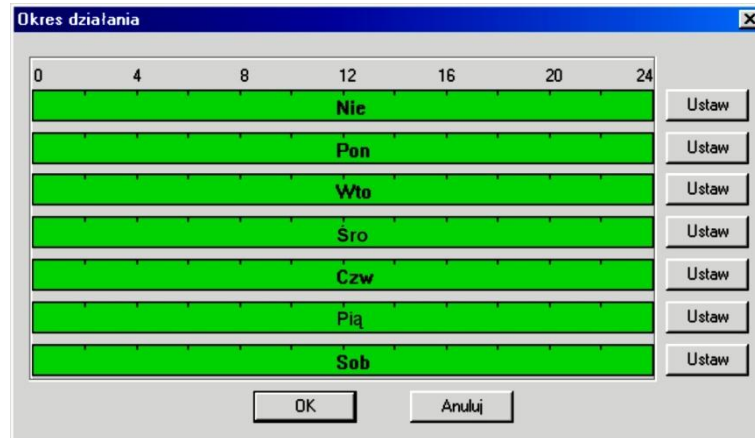 Okres działania
0 4 8 12 16 20 24
Nie Ustaw
Pon Ustaw
Wto Ustaw
Śro Ustaw
Czw Ustaw
Pią Ustaw
Sob Ustaw
OK Anuluj